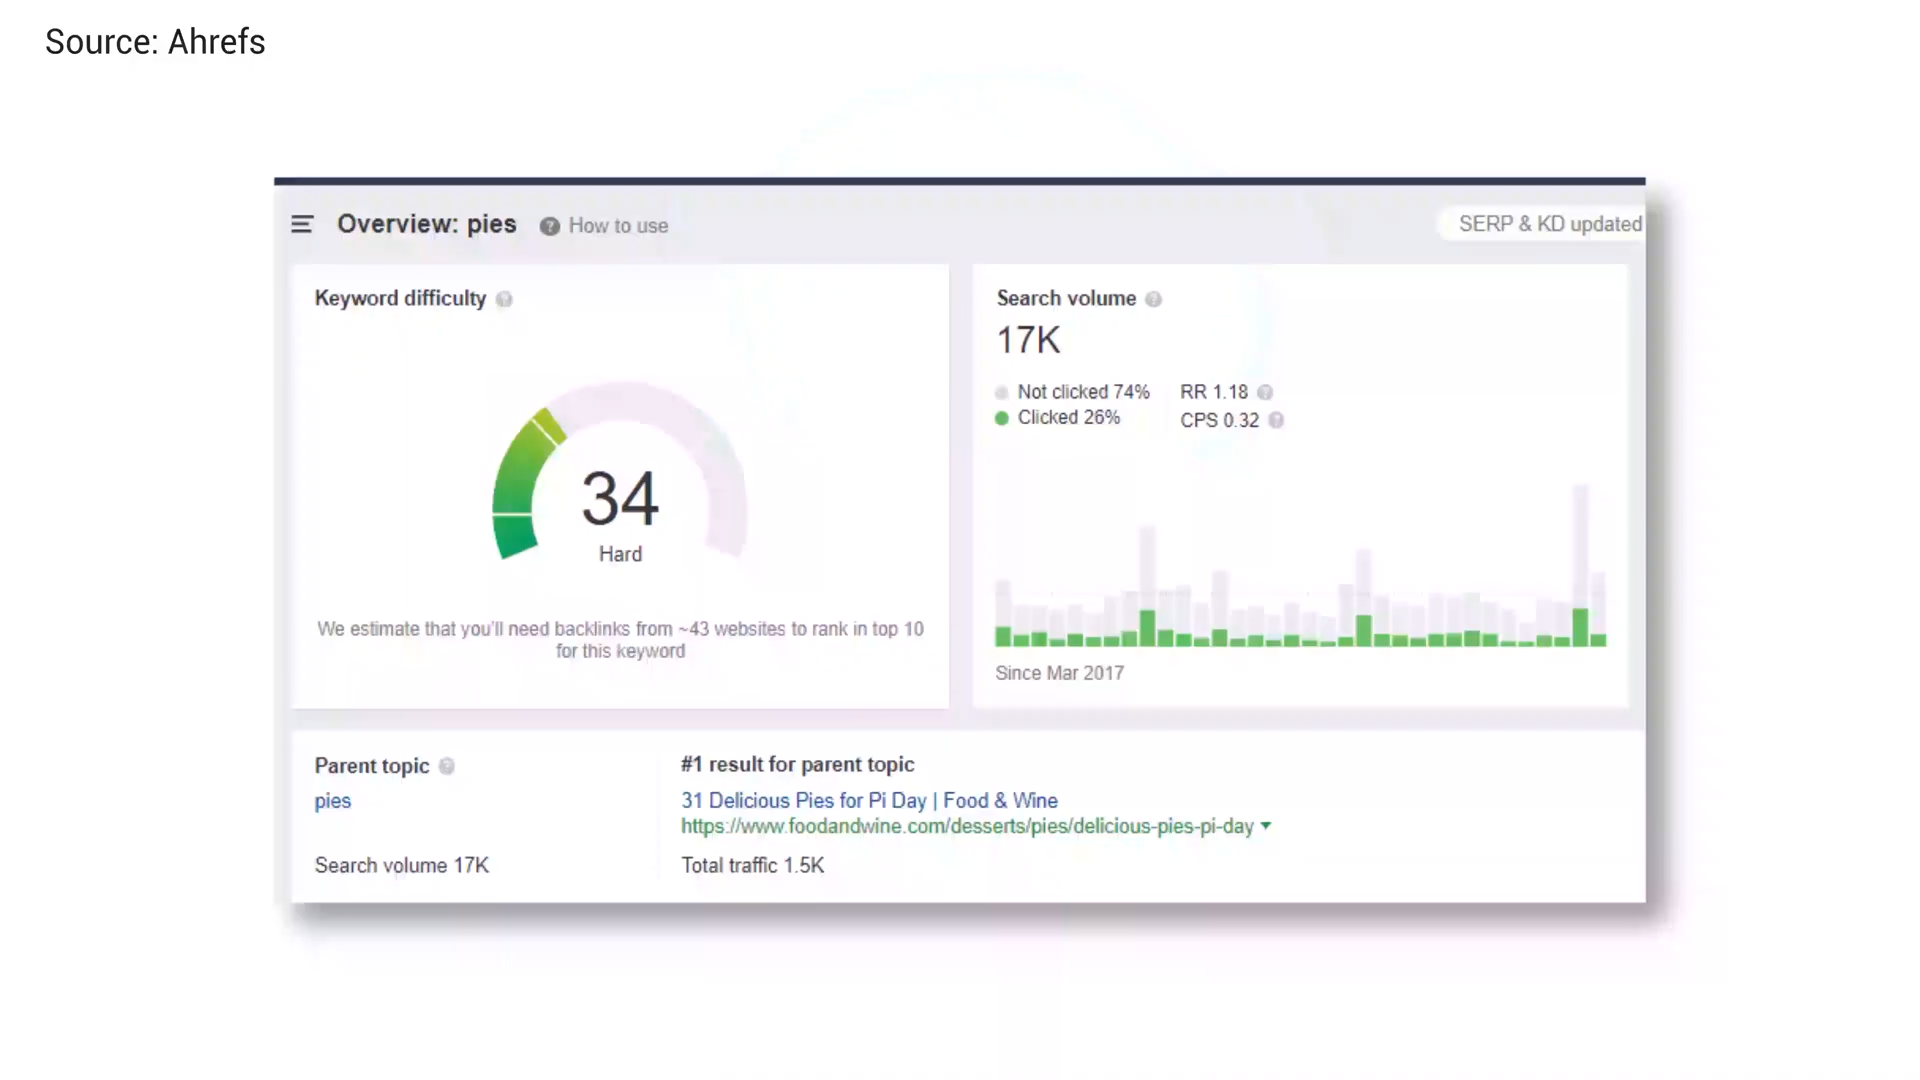 Source: Ahrefs
Overview: pies
How to use
SERP & KD updated
Keyword difficulty
34
Hard
We estimate that you'll need backlinks from ~43 websites to rank in top 10
for this keyword
Search volume
17K
Not clicked 74%
RR 1.18
Clicked 26%
CPS 0.32
Since Mar 2017
Parent topic
pies
Search volume 17K
#1 result for parent topic
31 Delicious Pies for Pi Day | Food & Wine
https://www.foodandwine.com/desserts/pies/delicious-pies-pi-day
Total traffic 1.5K